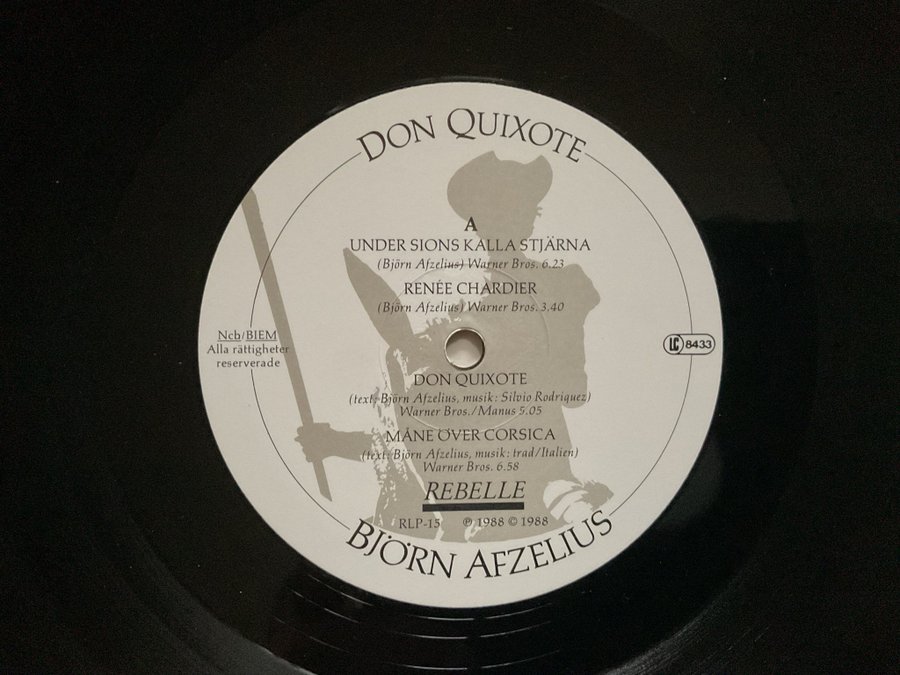 DON QUIXOTE
A
UNDER SIONS KALLA STJÄRNA
(Björn Afzelius) Warner Bros. 6.23
RENÉE CHARDIER
(Björn Afzelius) Warner Bros. 3.40
Ncb/BIEM
Alla rättigheter
reserverade
LC 8433
DON QUIXOTE
(text: Björn Afzelius, musik: Silvio Rodriquez)
Warner Bros./Manus 5.05
MÅNE ÖVER CORSICA
(text: Björn Afzelius, musik: trad/Italien)
Warner Bros. 6.58
REBELLE
RLP-15 ℗ 1988 © 1988
BJÖRN AFZELIUS